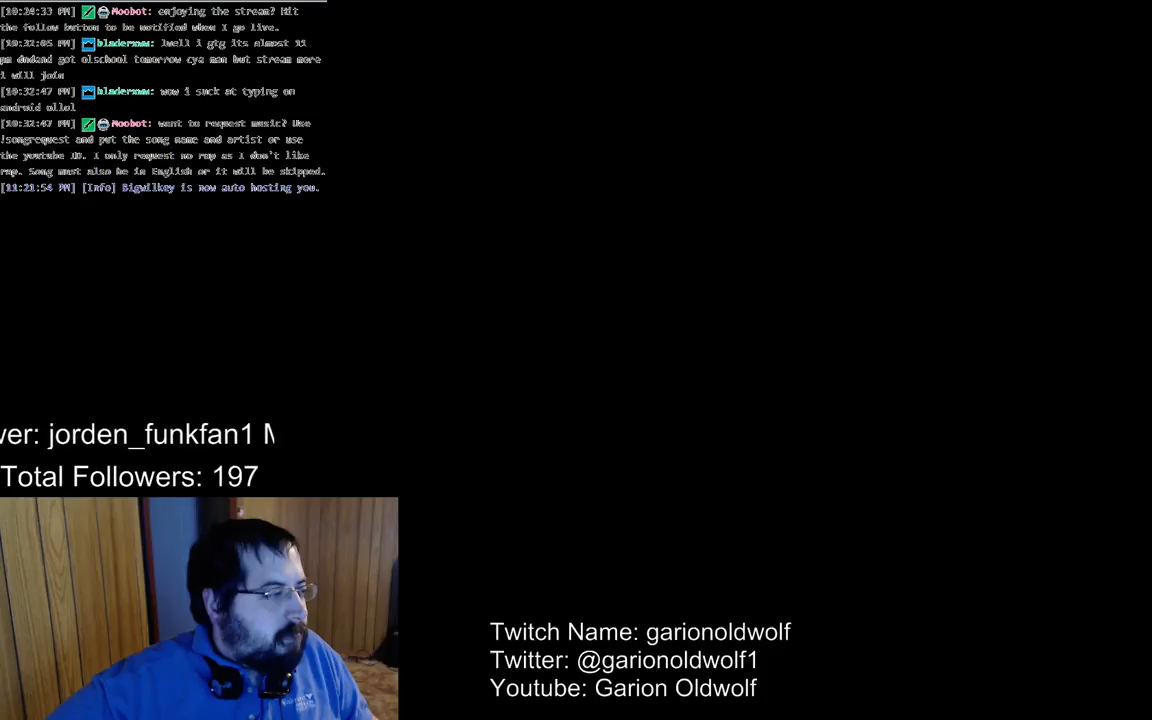 [10:20:33 PM] Moobot: enjoying the stream? Hit
the follow button to be notified when I go live.
[10:32:05 PM] bladerxww: lwell i gtg its almost 11
pm dndand got olschool tomorrow cya man but stream more
i will join
[10:32:47 PM] bladerxww: wow i suck at typing on
android ollol
[10:32:47 PM] Moobot: want to request music? Use
!songrequest and put the song name and artist or use
the youtube ID. I only request no rap as I don't like
rap. Song must also be in English or it will be skipped.
[11:21:54 PM] [Info] Bigwilkey is now auto hosting you.
wer: jorden_funkfan1 M
Total Followers: 197
Twitch Name: garionoldwolf
Twitter: @garionoldwolf1
Youtube: Garion Oldwolf